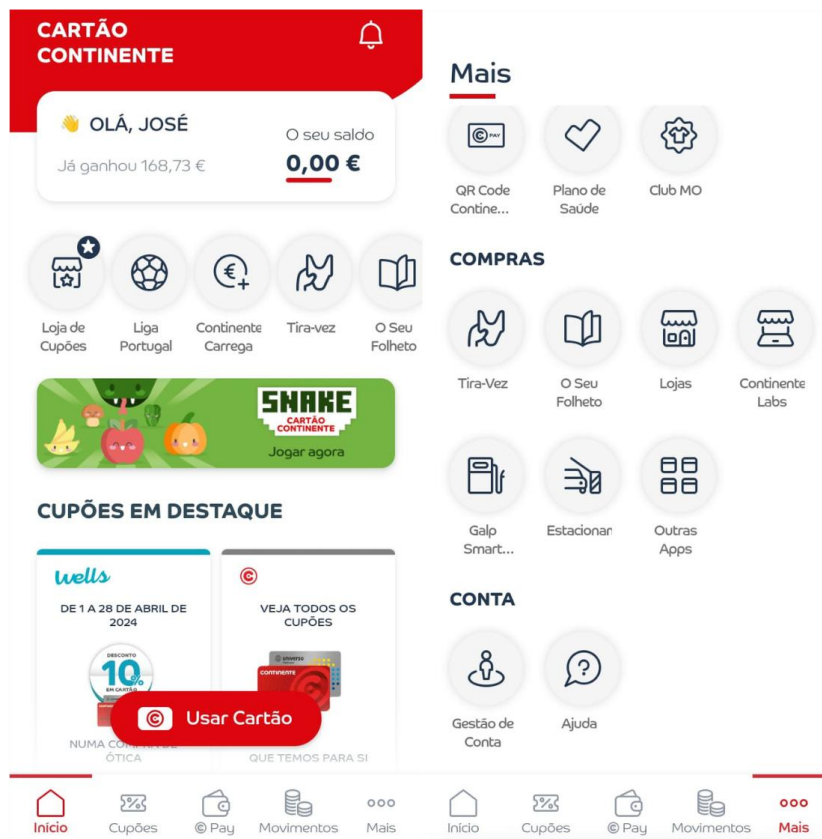 CARTÃO
CONTINENTE
👋 OLÁ, JOSÉ
Já ganhou 168,73 €
O seu saldo
0,00 €
Loja de
Cupões
Liga
Portugal
Continente
Carrega
Tira-vez
O Seu
Folheto
SNAKE
CARTÃO
CONTINENTE
Jogar agora
CUPÕES EM DESTAQUE
wells
DE 1 A 28 DE ABRIL DE
2024
DESCONTO
10%
EM CARTÃO
NUMA COMPRA DE
ÓTICA
VEJA TODOS OS
CUPÕES
universo
CONTINENTE
QUE TEMOS PARA SI
Usar Cartão
Início
Cupões
Pay
Movimentos
Mais
Mais
PAY
QR Code
Contine...
Plano de
Saúde
Club MO
COMPRAS
Tira-Vez
O Seu
Folheto
Lojas
Continente
Labs
Galp
Smart...
Estacionar
Outras
Apps
CONTA
Gestão de
Conta
Ajuda
Início
Cupões
Pay
Movimentos
Mais